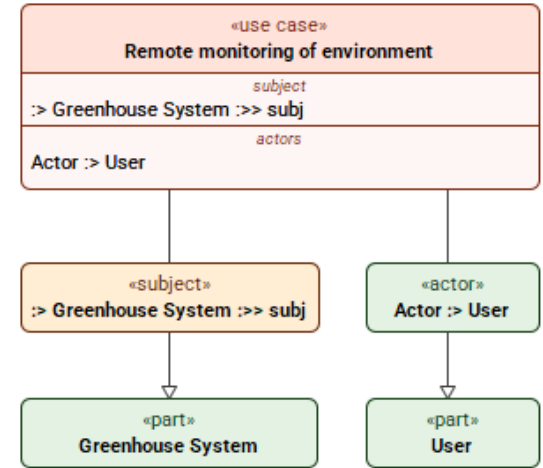 «use case»
Remote monitoring of environment
subject
:> Greenhouse System :>> subj
actors
Actor :> User
«subject»
:> Greenhouse System :>> subj
«actor»
Actor :> User
«part»
Greenhouse System
«part»
User